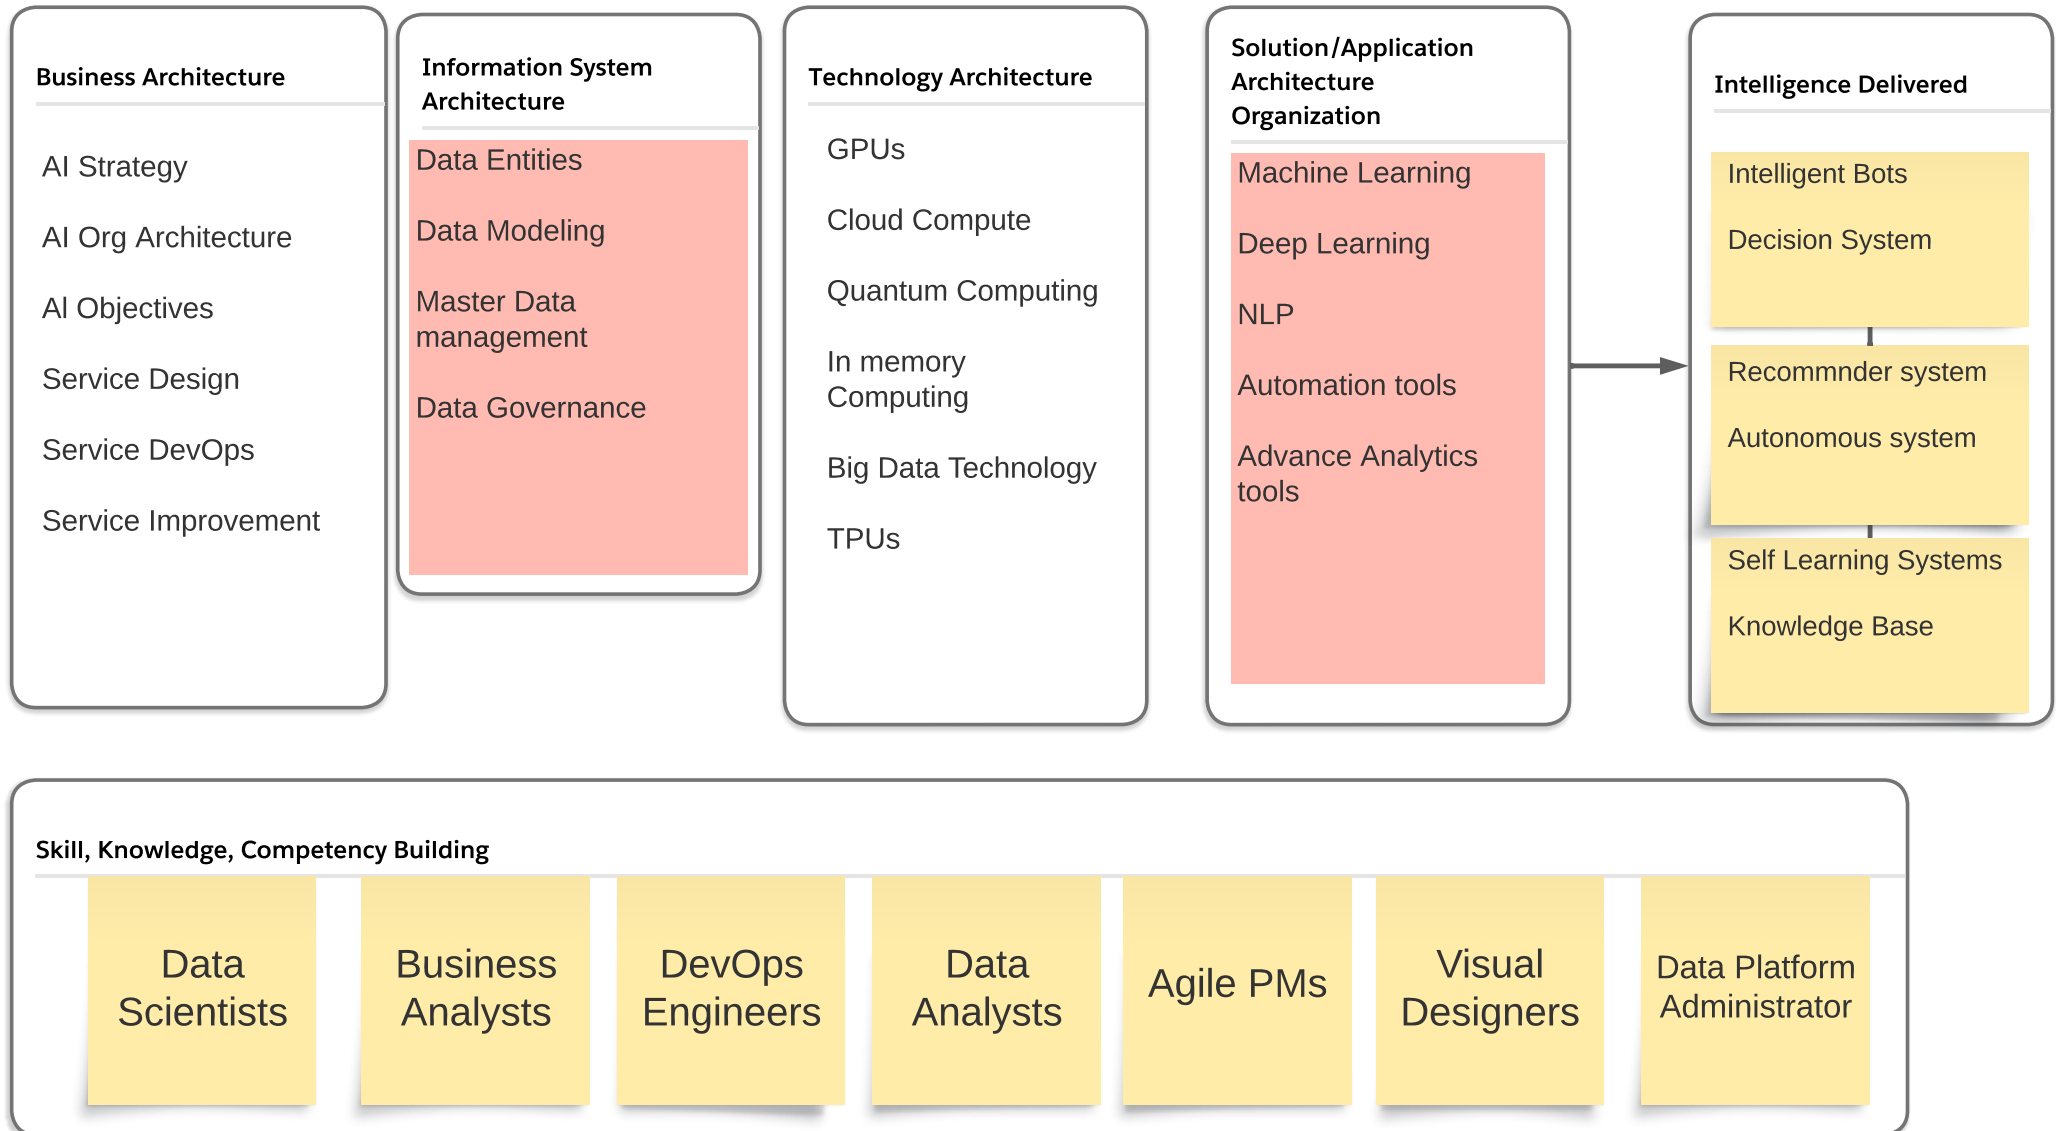 Business Architecture
AI Strategy
AI Org Architecture
Al Objectives
Service Design
Service DevOps
Service Improvement
Information System
Architecture
Data Entities
Data Modeling
Master Data
management
Data Governance
Technology Architecture
GPUs
Cloud Compute
Quantum Computing
In memory
Computing
Big Data Technology
TPUs
Solution/Application
Architecture
Organization
Machine Learning
Deep Learning
NLP
Automation tools
Advance Analytics
tools
Intelligence Delivered
Intelligent Bots
Decision System
Recommnder system
Autonomous system
Self Learning Systems
Knowledge Base
Skill, Knowledge, Competency Building
Data
Scientists
Business
Analysts
DevOps
Engineers
Data
Analysts
Agile PMs
Visual
Designers
Data Platform
Administrator